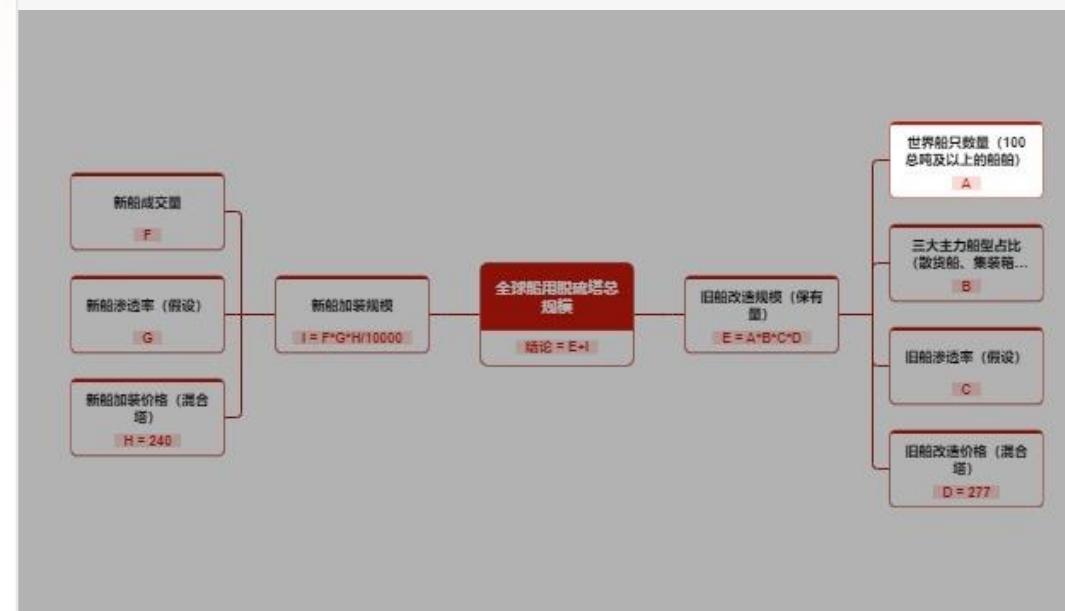 新船成交量
F
新船渗透率（假设）
G
新船加装价格（混合
塔）
H = 240
新船加装规模
I = F*G*H/10000
全球船用脱硫塔总
规模
结论 = E+I
旧船改造规模（保有
量）
E = A*B*C*D
世界船只数量（100
总吨及以上的船舶）
A
三大主力船型占比
（散货船、集装箱...
B
旧船渗透率（假设）
C
旧船改造价格（混合
塔）
D = 277